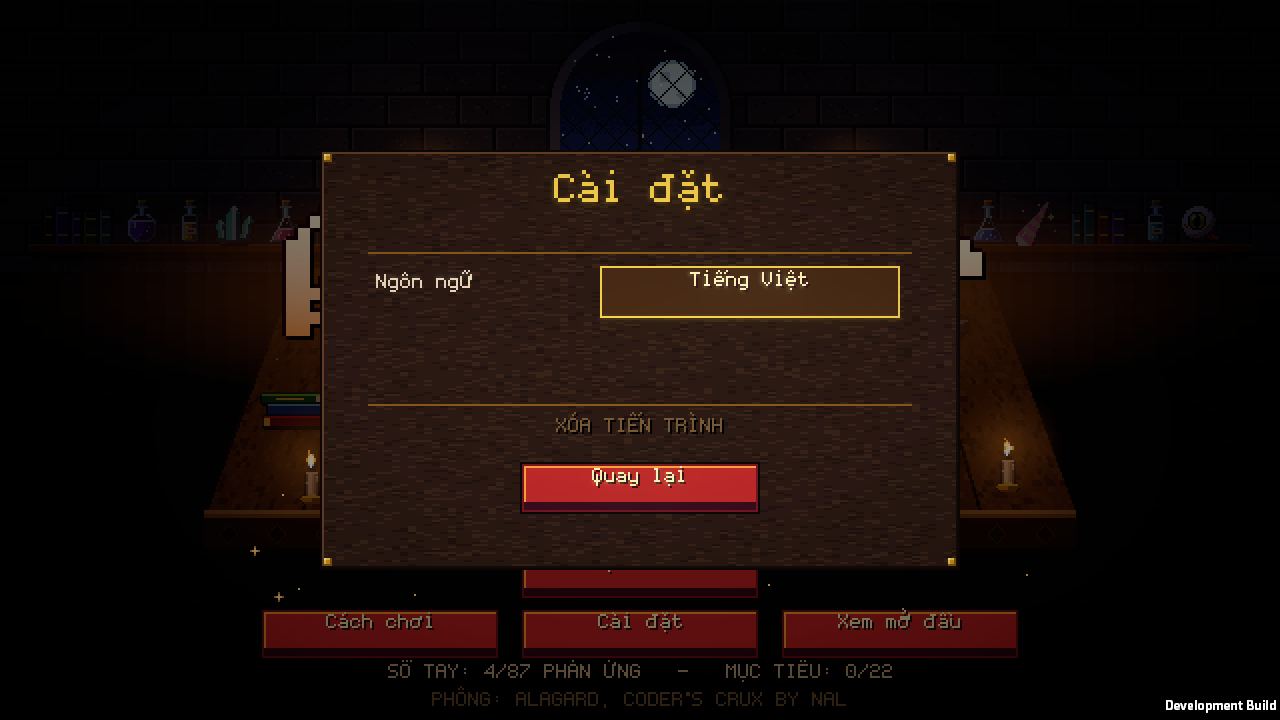 Cài đặt
Ngôn ngữ
Tiếng Việt
XÓA TIẾN TRÌNH
Quay lại
Cách chơi
Cài đặt
Xem mở đầu
SỔ TAY: 4/87 PHẢN ỨNG — MỤC TIÊU: 0/22
PHÔNG: ALAGARD, CODER'S CRUX BY NAL
Development Build